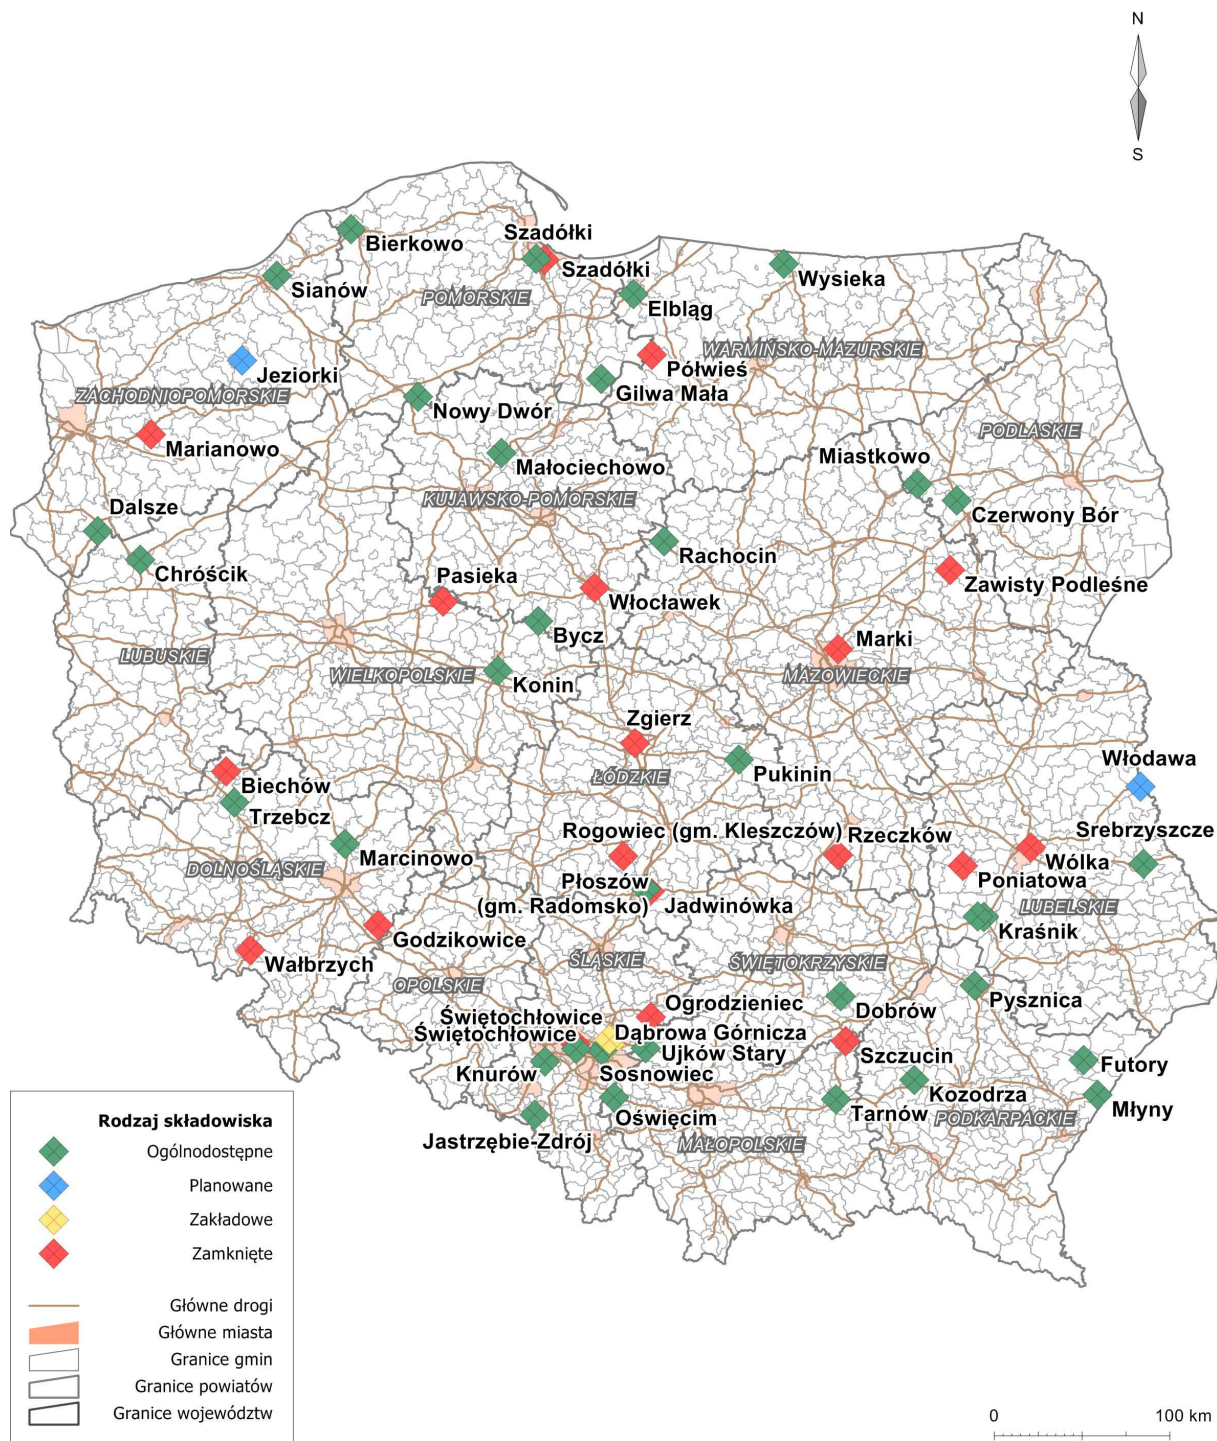 N
S
Bierkowo
Szadółki
Szadółki
Sianów
POMORSKIE
Wysieka
Elbląg
WARMIŃSKO-MAZURSKIE
Półwieś
Jeziorki
ZACHODNIOPOMORSKIE
Gilwa Mała
Nowy Dwór
Marianowo
PODLASKIE
Małociechowo
Miastkowo
KUJAWSKO-POMORSKIE
Dalsze
Czerwony Bór
Rachocin
Chróścik
Pasieka
Zawisty Podleśne
Włocławek
Bycz
Marki
LUBUSKIE
WIELKOPOLSKIE
Konin
MAZOWIECKIE
Zgierz
Włodawa
ŁÓDZKIE
Pukinin
Biechów
Trzebcz
Rogowiec (gm. Kleszczów)
Rzeczków
Srebrzyszcze
Marcinowo
Wólka
DOLNOŚLĄSKIE
Płoszów
(gm. Radomsko)
Jadwinówka
Poniatowa
LUBELSKIE
Kraśnik
Godzikowice
Wałbrzych
ŚLĄSKIE
ŚWIĘTOKRZYSKIE
OPOLSKIE
Ogrodzieniec
Dobrów
Pysznica
Świętochłowice
Świętochłowice
Dąbrowa Górnicza
Ujków Stary
Szczucin
Knurów
Sosnowiec
Futory
Kozodrza
Oświęcim
Tarnów
Młyny
PODKARPACKIE
Jastrzębie-Zdrój
MAŁOPOLSKIE
Rodzaj składowiska
Ogólnodostępne
Planowane
Zakładowe
Zamknięte
Główne drogi
Główne miasta
Granice gmin
Granice powiatów
Granice województw
0 100 km